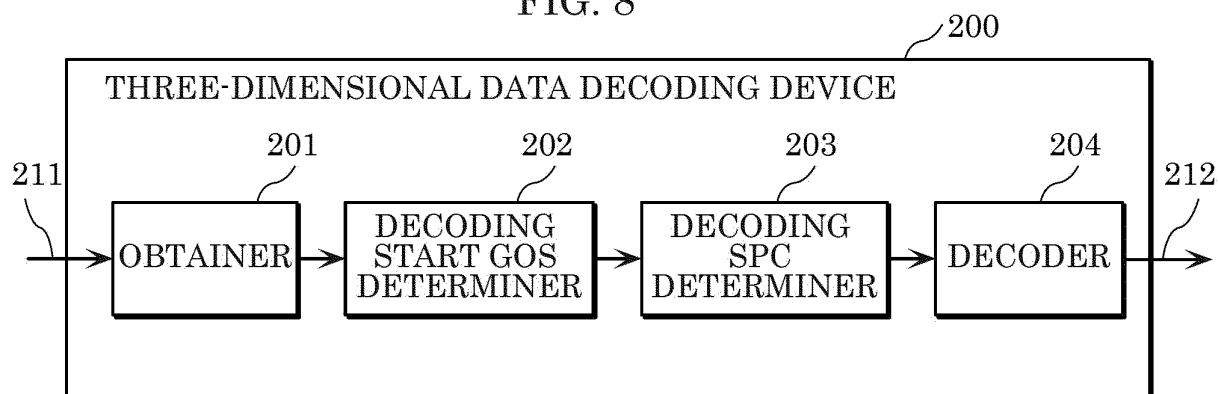 FIG. 8
200
THREE-DIMENSIONAL DATA DECODING DEVICE
201
202
203
204
211
212
OBTAINER
DECODING
START GOS
DETERMINER
DECODING
SPC
DETERMINER
DECODER